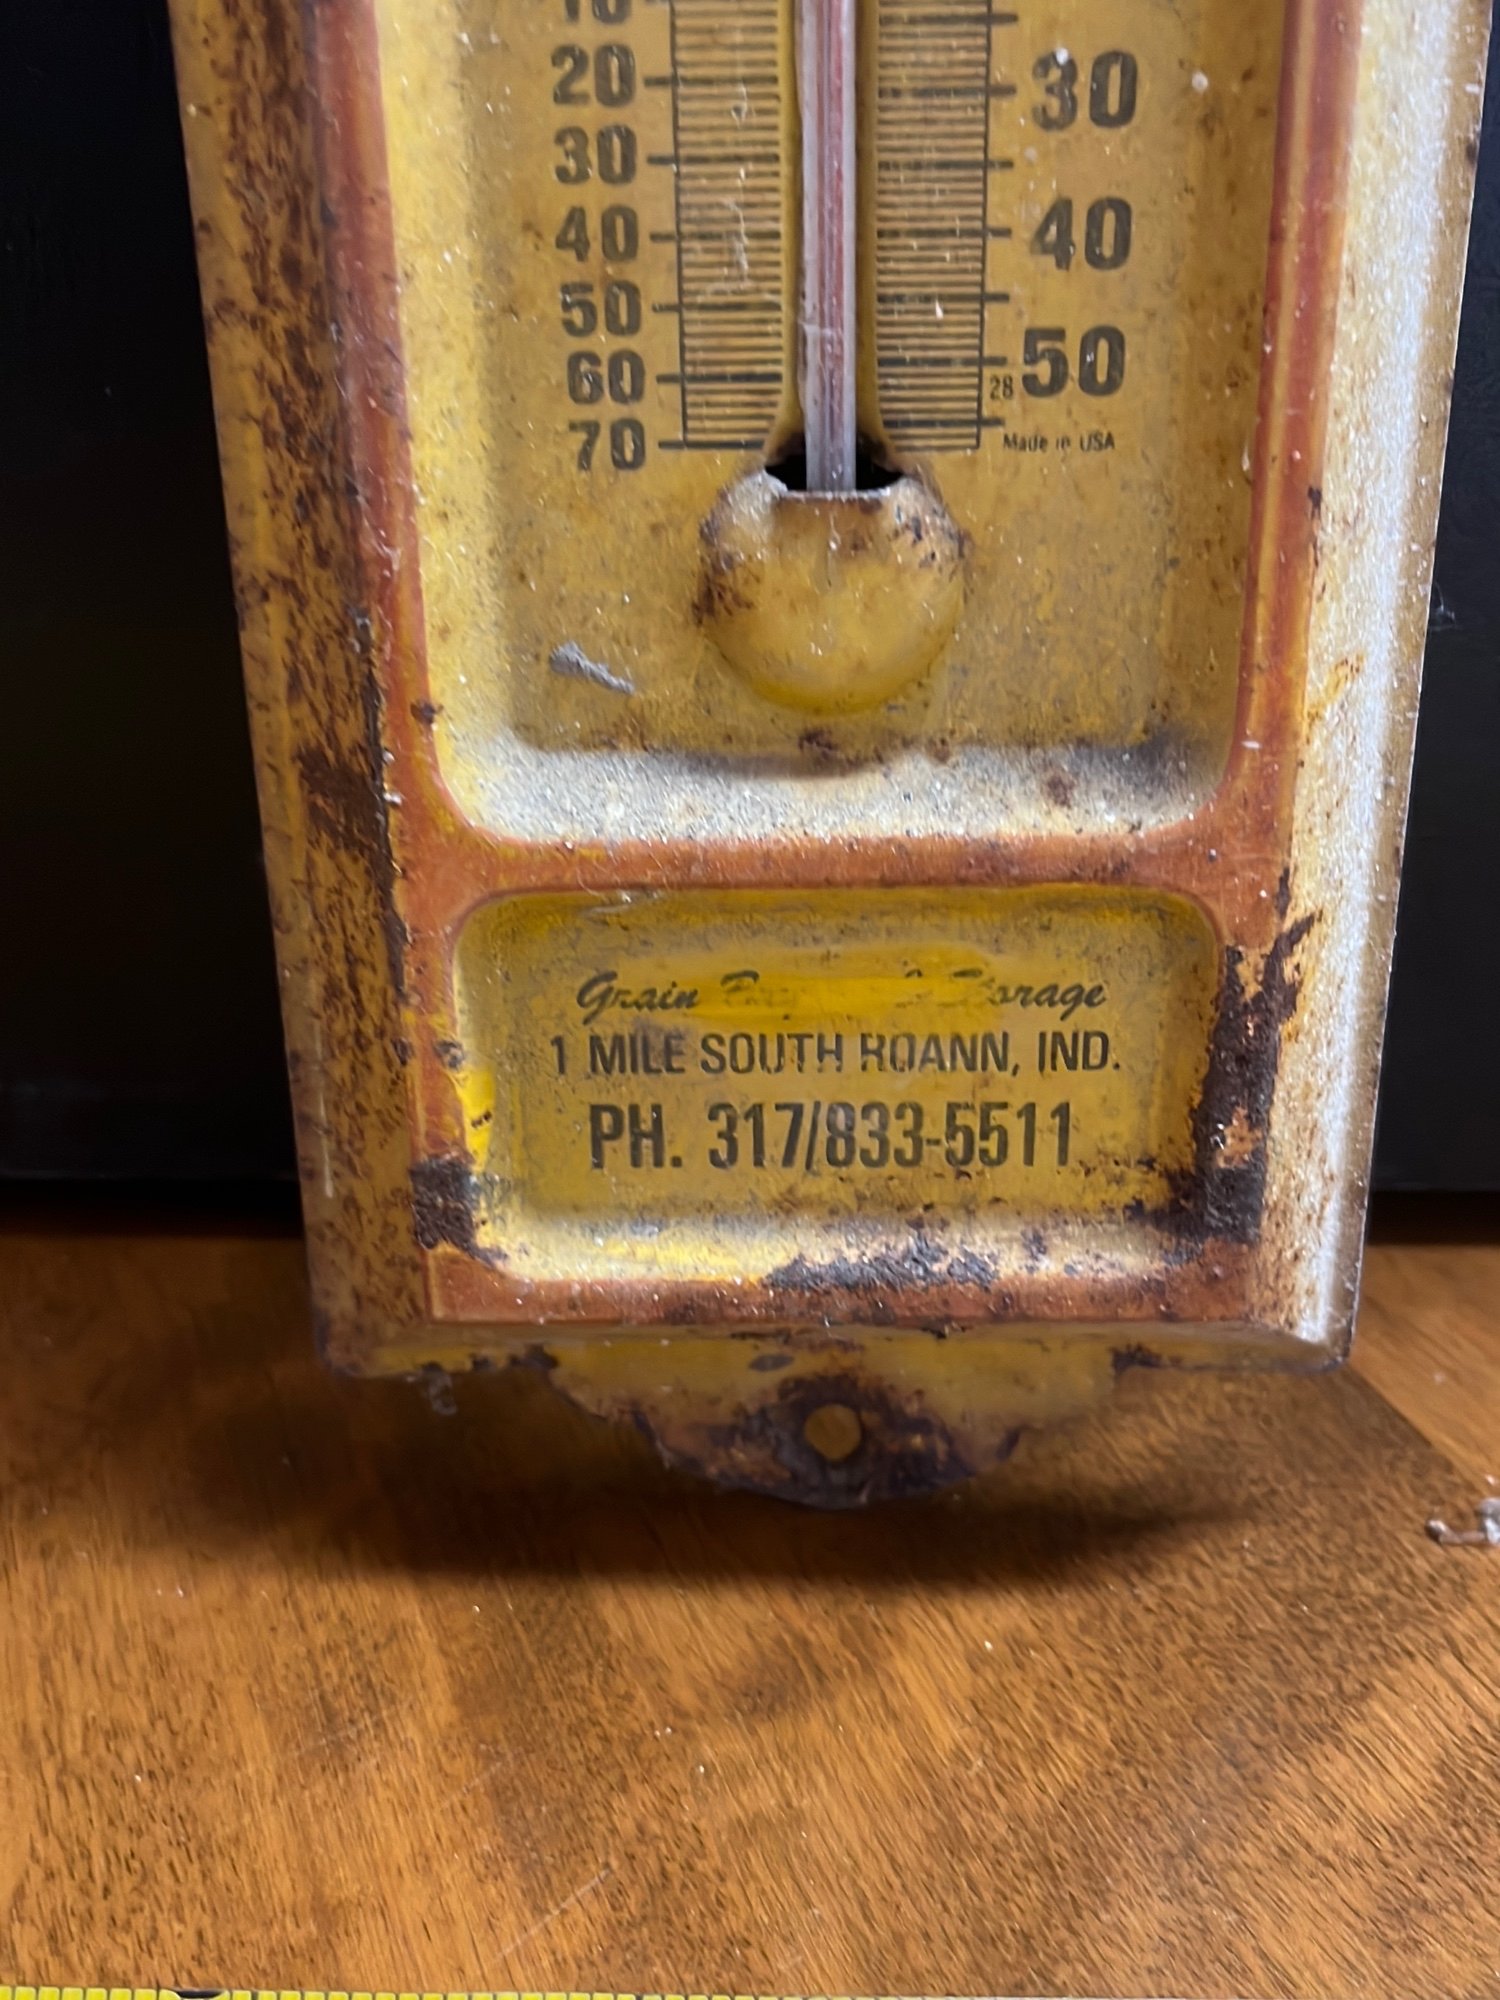 10
20 30
30
40 40
50
60 28 50
70 Made in USA
Grain & Storage
1 MILE SOUTH ROANN, IND.
PH. 317/833-5511